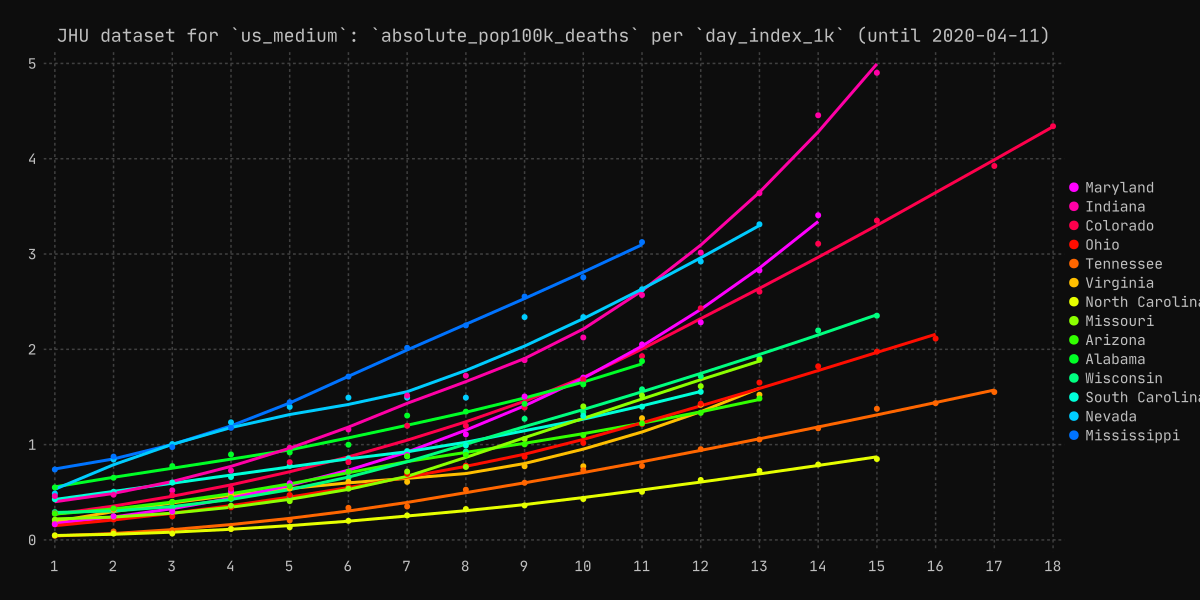 JHU dataset for `us_medium`: `absolute_pop100k_deaths` per `day_index_1k` (until 2020-04-11)
5
4
3
2
1
0
1 2 3 4 5 6 7 8 9 10 11 12 13 14 15 16 17 18
Maryland
Indiana
Colorado
Ohio
Tennessee
Virginia
North Carolina
Missouri
Arizona
Alabama
Wisconsin
South Carolina
Nevada
Mississippi